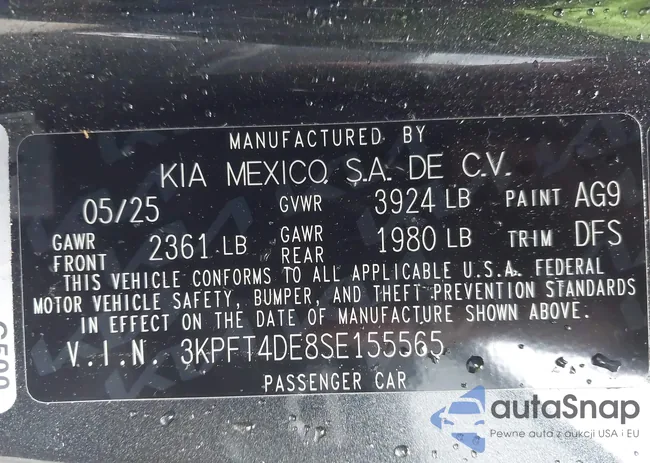 MANUFACTURED BY
KIA MEXICO, S.A. DE C.V.
05/25 GVWR 3924 LB PAINT AG9
GAWR FRONT 2361 LB GAWR REAR 1980 LB TRIM DFS
THIS VEHICLE CONFORMS TO ALL APPLICABLE U.S.A. FEDERAL
MOTOR VEHICLE SAFETY, BUMPER, AND THEFT PREVENTION STANDARDS
IN EFFECT ON THE DATE OF MANUFACTURE SHOWN ABOVE.
V.I.N. 3KPFT4DE8SE155565
PASSENGER CAR
autaSnap
Pewne auta z aukcji USA i EU